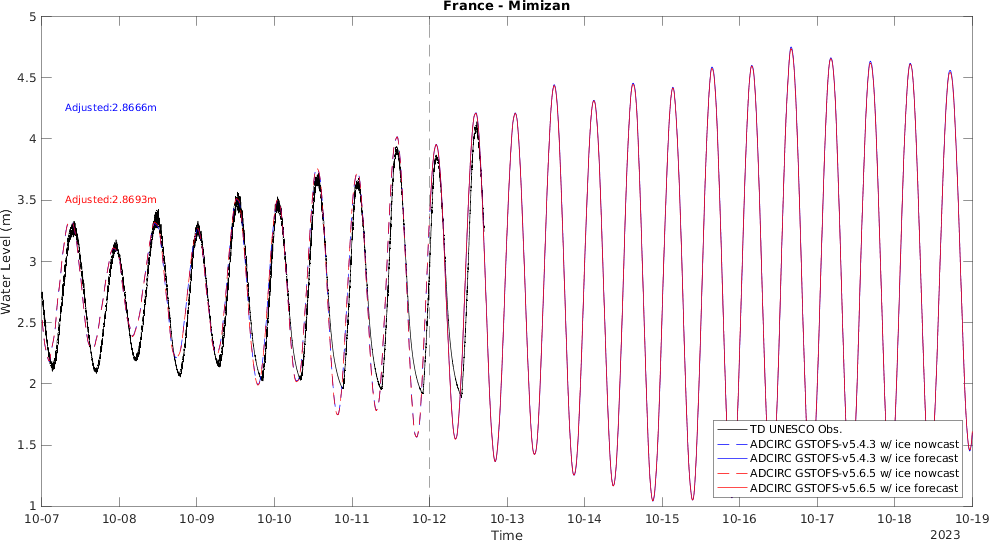 France - Mimizan
5
4.5
4
3.5
3
2.5
2
1.5
1
Water Level (m)
Adjusted:2.8666m
Adjusted:2.8693m
TD UNESCO Obs.
ADCIRC GSTOFS-v5.4.3 w/ ice nowcast
ADCIRC GSTOFS-v5.4.3 w/ ice forecast
ADCIRC GSTOFS-v5.6.5 w/ ice nowcast
ADCIRC GSTOFS-v5.6.5 w/ ice forecast
10-07 10-08 10-09 10-10 10-11 10-12 10-13 10-14 10-15 10-16 10-17 10-18 10-19
Time
2023